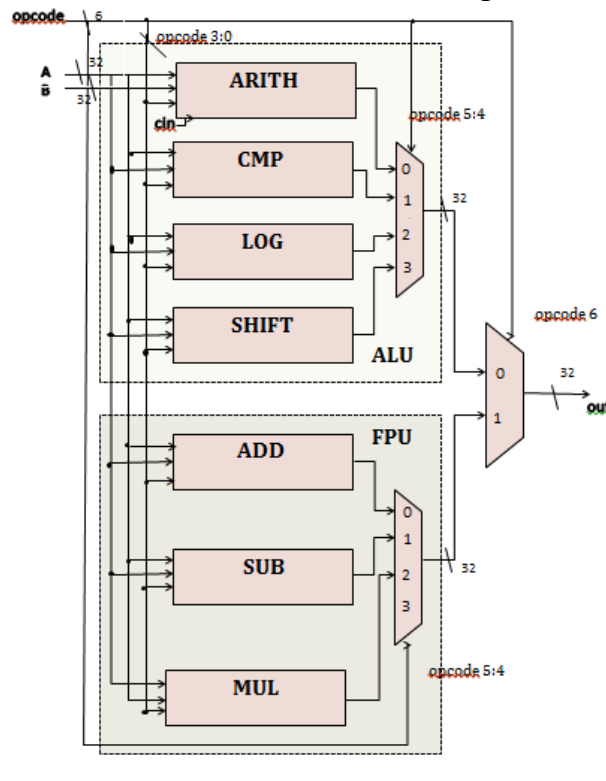 opcode
6
opcode 3:0
A
32
B
32
ARITH
cin
opcode 5:4
CMP
0
1
32
LOG
2
3
SHIFT
ALU
opcode 6
0
32
out
1
FPU
ADD
0
1
SUB
2
32
3
opcode 5:4
MUL